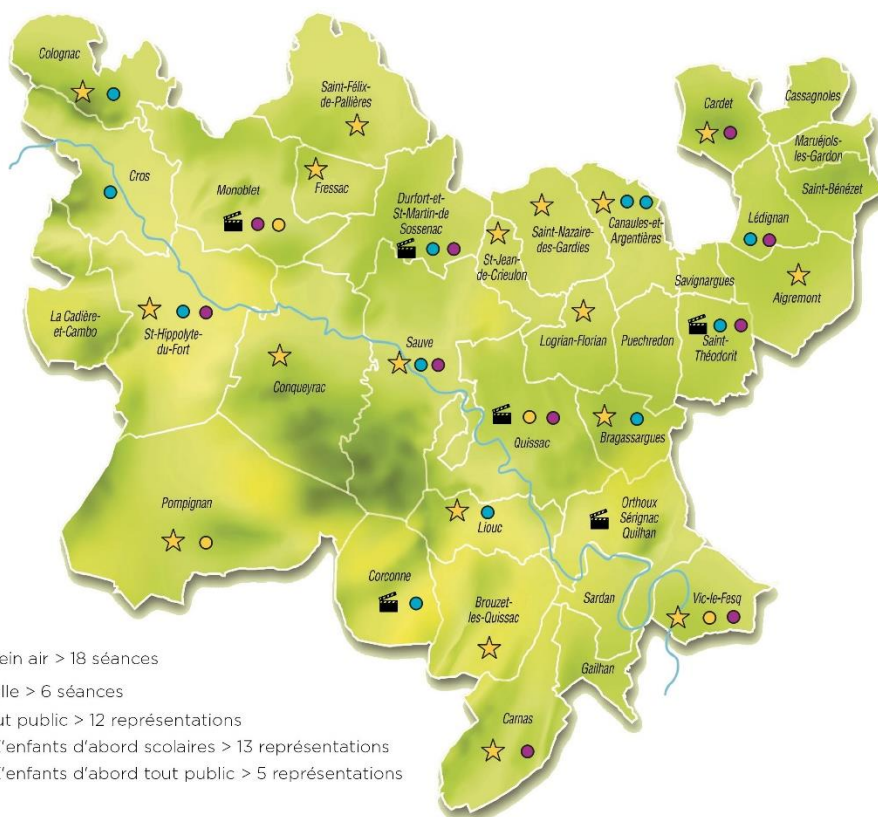 Colognac
Saint-Félix-
de-Pallières
Cardet
Cassagnoles
Maruéjols-
les-Gardon
Saint-Bénézet
Cros
Monoblet
Fressac
Durfort-et-
St-Martin-de
Sossenac
St-Jean-
de-Crieulon
Saint-Nazaire-
des-Gardies
Canaules-et-
Argentières
Lédignan
Savignargues
Aigremont
La Cadière-
et-Cambo
St-Hippolyte-
du-Fort
Conqueyrac
Sauve
Logrian-Florian
Puechredon
Saint-
Théodorit
Quissac
Bragassargues
Pompignan
Liouc
Orthoux
Sérignac
Quilhan
Corconne
Brouzet-
les-Quissac
Sardan
Vic-le-Fesq
Gailhan
Carnas
ein air > 18 séances
lle > 6 séances
ut public > 12 représentations
'enfants d'abord scolaires > 13 représentations
'enfants d'abord tout public > 5 représentations